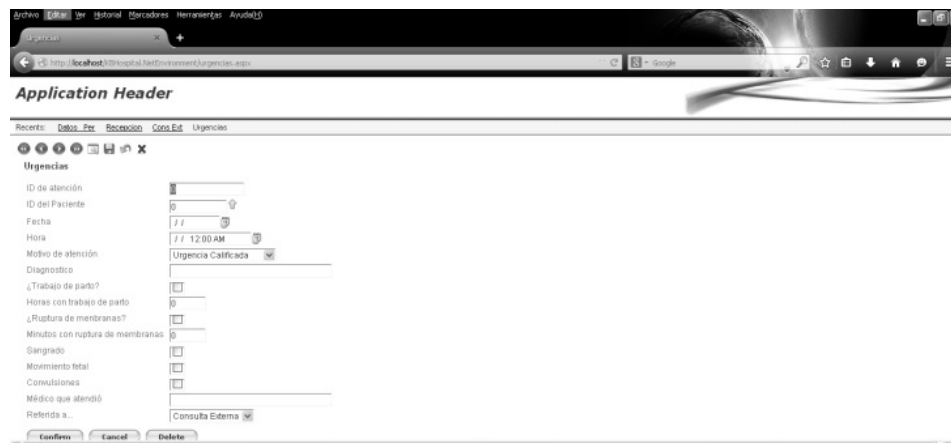 Archivo Editar Ver Historial Marcadores Herramientas Ayuda(H)
Urgencias × +
http://localhost/KBHospital.NetEnvironment/urgencias.aspx Google
Application Header
Recents: Datos_Per Recepcion Cons.Ext Urgencias
Urgencias
ID de atención 0
ID del Paciente 0
Fecha / /
Hora / / 12:00 AM
Motivo de atención Urgencia Calificada
Diagnostico
¿Trabajo de parto?
Horas con trabajo de parto 0
¿Ruptura de menbranas?
Minutos con ruptura de membranas 0
Sangrado
Movimiento fetal
Convulsiones
Médico que atendió
Referida a... Consulta Externa
Confirm Cancel Delete